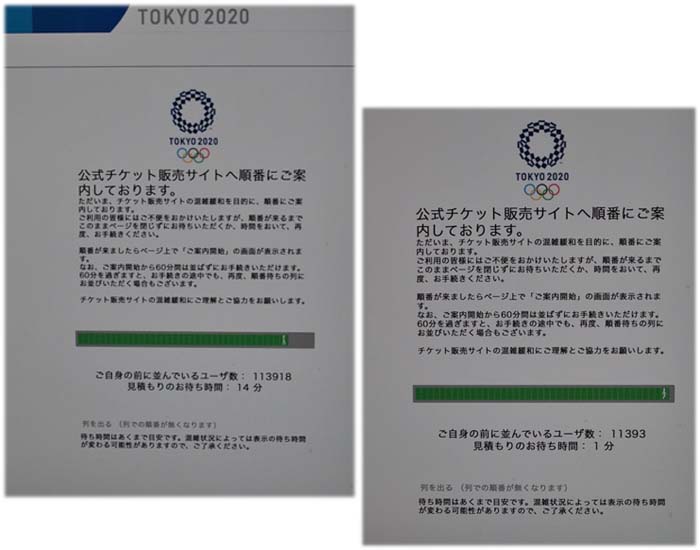 TOKYO 2020
TOKYO 2020
公式チケット販売サイトへ順番にご案
内しております。
ただいま、チケット販売サイトの混雑緩和を目的に、順番にご案
内しております。
ご利用の皆様にはご不便をおかけいたしますが、順番が来るまで
このままページを閉じずにお待ちいただくか、時間をおいて、再
度、お手続きください。
順番が来ましたらページ上で「ご案内開始」の画面が表示されま
す。
なお、ご案内開始から60分間は並ばずにお手続きいただけます。
60分を過ぎますと、お手続きの途中でも、再度、順番待ちの列に
お並びいただく場合もございます。
チケット販売サイトの混雑緩和にご理解とご協力をお願いします。
ご自身の前に並んでいるユーザ数： 113918
見積もりのお待ち時間： 14 分
列を出る （列での順番が無くなります）
待ち時間はあくまで目安です。混雑状況によっては表示の待ち時間
が変わる可能性がありますので、ご了承ください。
TOKYO 2020
公式チケット販売サイトへ順番にご案
内しております。
ただいま、チケット販売サイトの混雑緩和を目的に、順番にご案
内しております。
ご利用の皆様にはご不便をおかけいたしますが、順番が来るまで
このままページを閉じずにお待ちいただくか、時間をおいて、再
度、お手続きください。
順番が来ましたらページ上で「ご案内開始」の画面が表示されま
す。
なお、ご案内開始から60分間は並ばずにお手続きいただけます。
60分を過ぎますと、お手続きの途中でも、再度、順番待ちの列に
お並びいただく場合もございます。
チケット販売サイトの混雑緩和にご理解とご協力をお願いします。
ご自身の前に並んでいるユーザ数： 11393
見積もりのお待ち時間： 1 分
列を出る （列での順番が無くなります）
待ち時間はあくまで目安です。混雑状況によっては表示の待ち時間
が変わる可能性がありますので、ご了承ください。